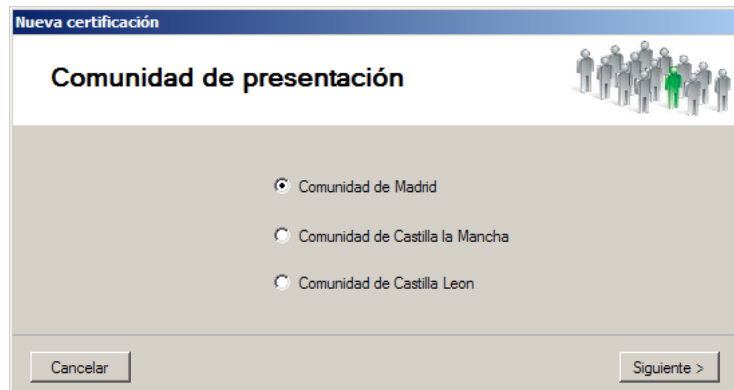 Nueva certificación
Comunidad de presentación
Comunidad de Madrid
Comunidad de Castilla la Mancha
Comunidad de Castilla Leon
Cancelar
Siguiente >